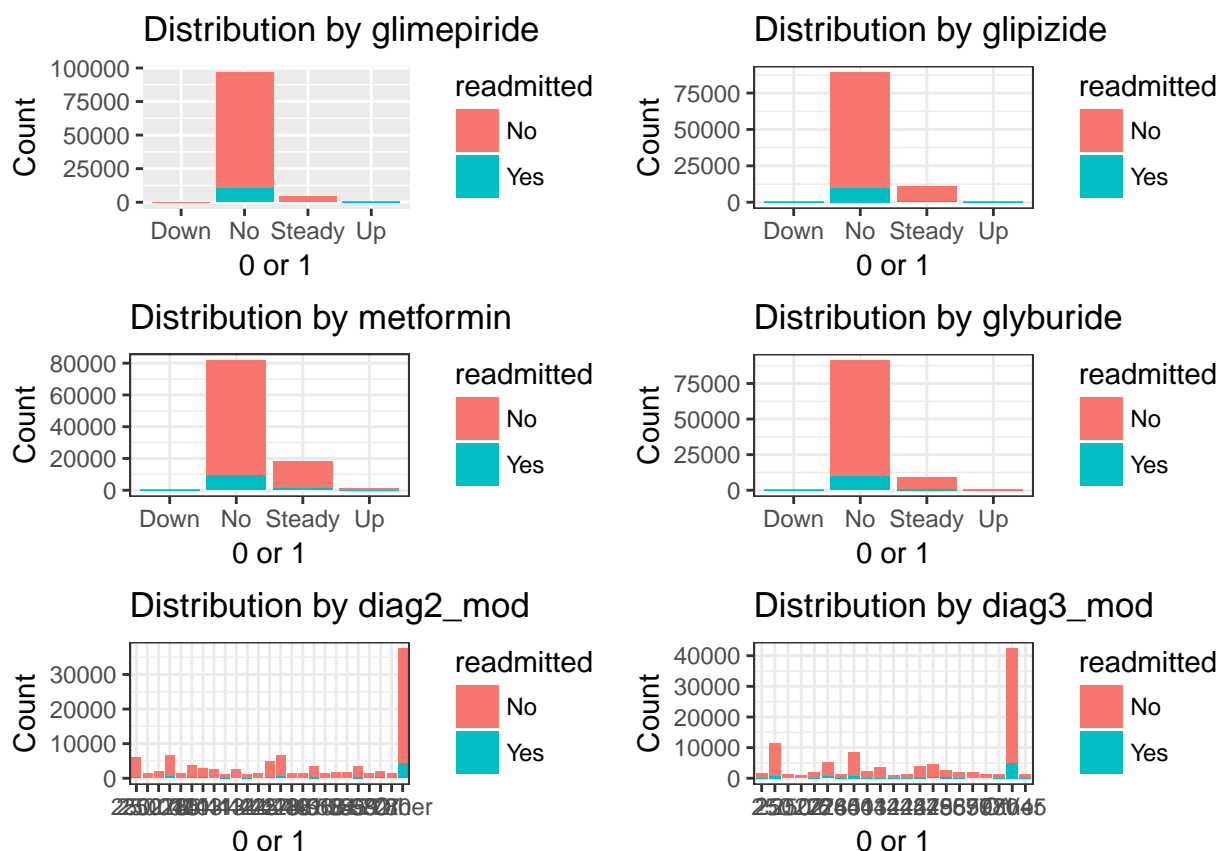 Distribution by glimepiride
Count
100000
75000
50000
25000
0
Down No Steady Up
0 or 1
readmitted
No
Yes
Distribution by glipizide
Count
75000
50000
25000
0
Down No Steady Up
0 or 1
readmitted
No
Yes
Distribution by metformin
Count
80000
60000
40000
20000
0
Down No Steady Up
0 or 1
readmitted
No
Yes
Distribution by glyburide
Count
75000
50000
25000
0
Down No Steady Up
0 or 1
readmitted
No
Yes
Distribution by diag2_mod
Count
30000
20000
10000
0
0 or 1
readmitted
No
Yes
Distribution by diag3_mod
Count
40000
30000
20000
10000
0
0 or 1
readmitted
No
Yes